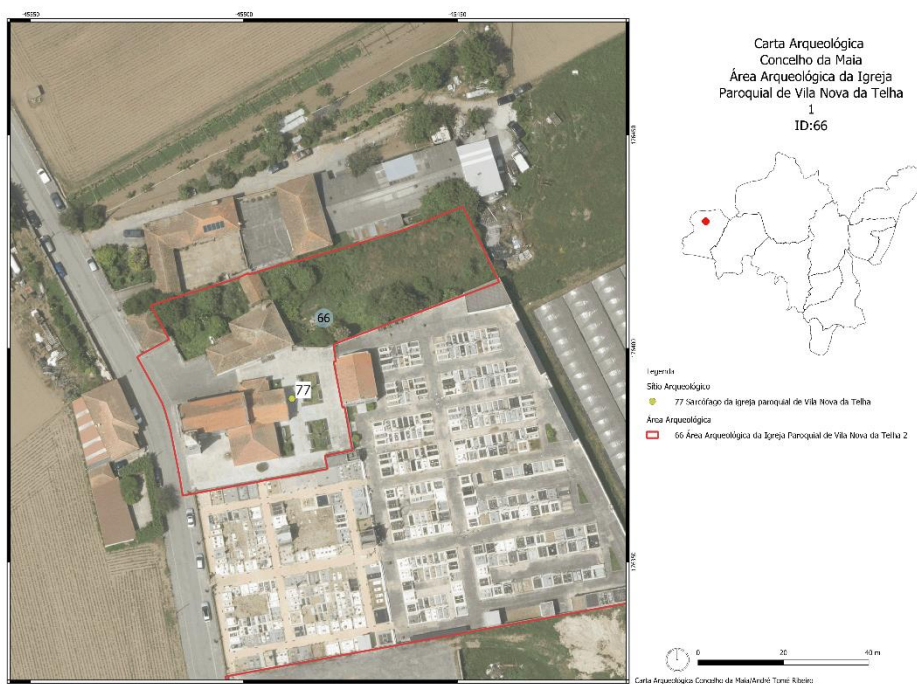 Carta Arqueológica
Concelho da Maia
Área Arqueológica da Igreja
Paroquial de Vila Nova da Telha
1
ID:66
66
77
Legenda
Sítio Arqueológico
77 Sarcófago da igreja paroquial de Vila Nova da Telha
Área Arqueológica
66 Área Arqueológica da Igreja Paroquial de Vila Nova da Telha 2
0
20
40 m
Carta Arqueológica Concelho da Maia/André Tomé Ribeiro